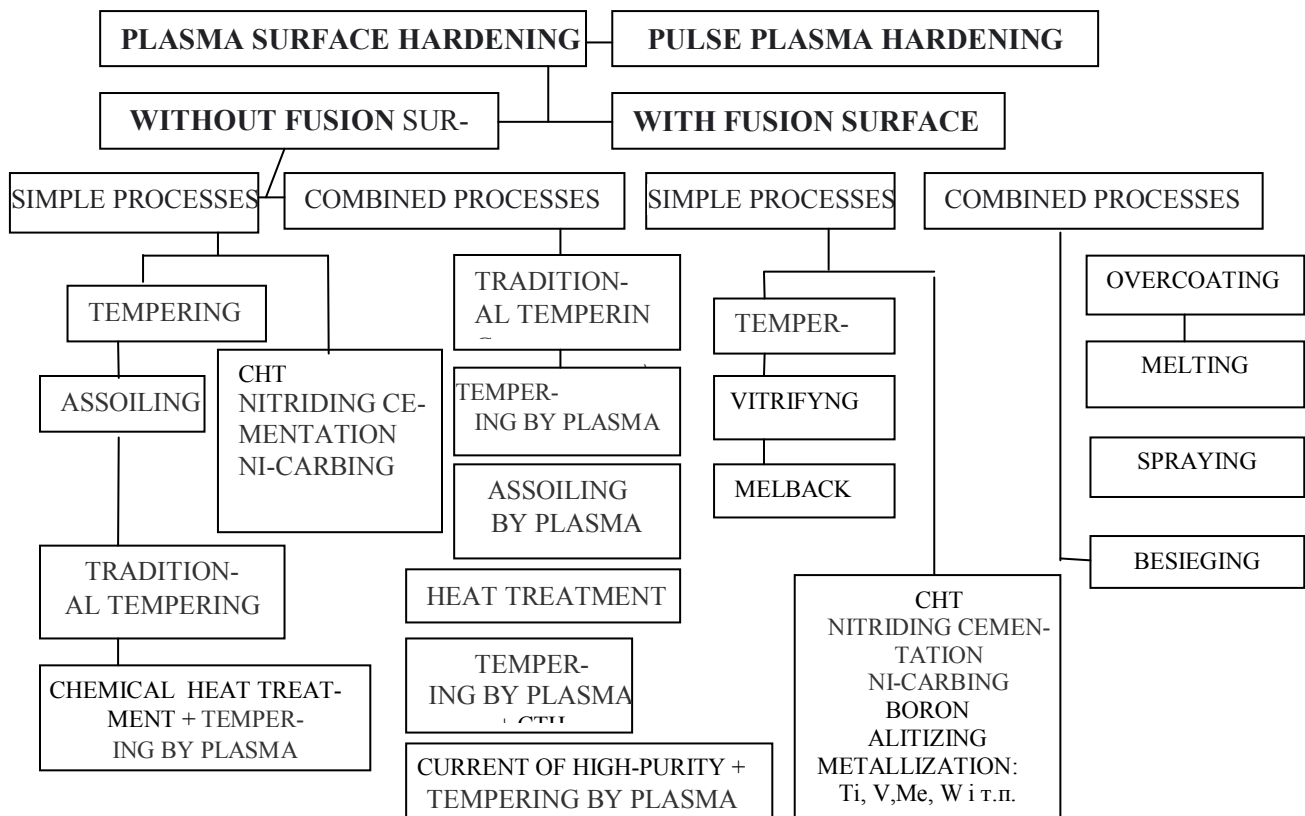 PLASMA SURFACE HARDENING
PULSE PLASMA HARDENING
WITHOUT FUSION SUR-
WITH FUSION SURFACE
SIMPLE PROCESSES
COMBINED PROCESSES
SIMPLE PROCESSES
COMBINED PROCESSES
TEMPERING
ASSOILING
TRADITION-
AL TEMPERING
CHEMICAL HEAT TREAT-
MENT + TEMPER-
ING BY PLASMA
CHT
NITRIDING CE-
MENTATION
NI-CARBING
TRADITION-
AL TEMPERIN
TEMPER-
ING BY PLASMA
ASSOILING
BY PLASMA
HEAT TREATMENT
TEMPER-
ING BY PLASMA
CURRENT OF HIGH-PURITY +
TEMPERING BY PLASMA
TEMPER-
VITRIFYNG
MELBACK
CHT
NITRIDING CEMEN-
TATION
NI-CARBING
BORON
ALITIZING
METALLIZATION:
Ti, V,Me, W і т.п.
OVERCOATING
MELTING
SPRAYING
BESIEGING